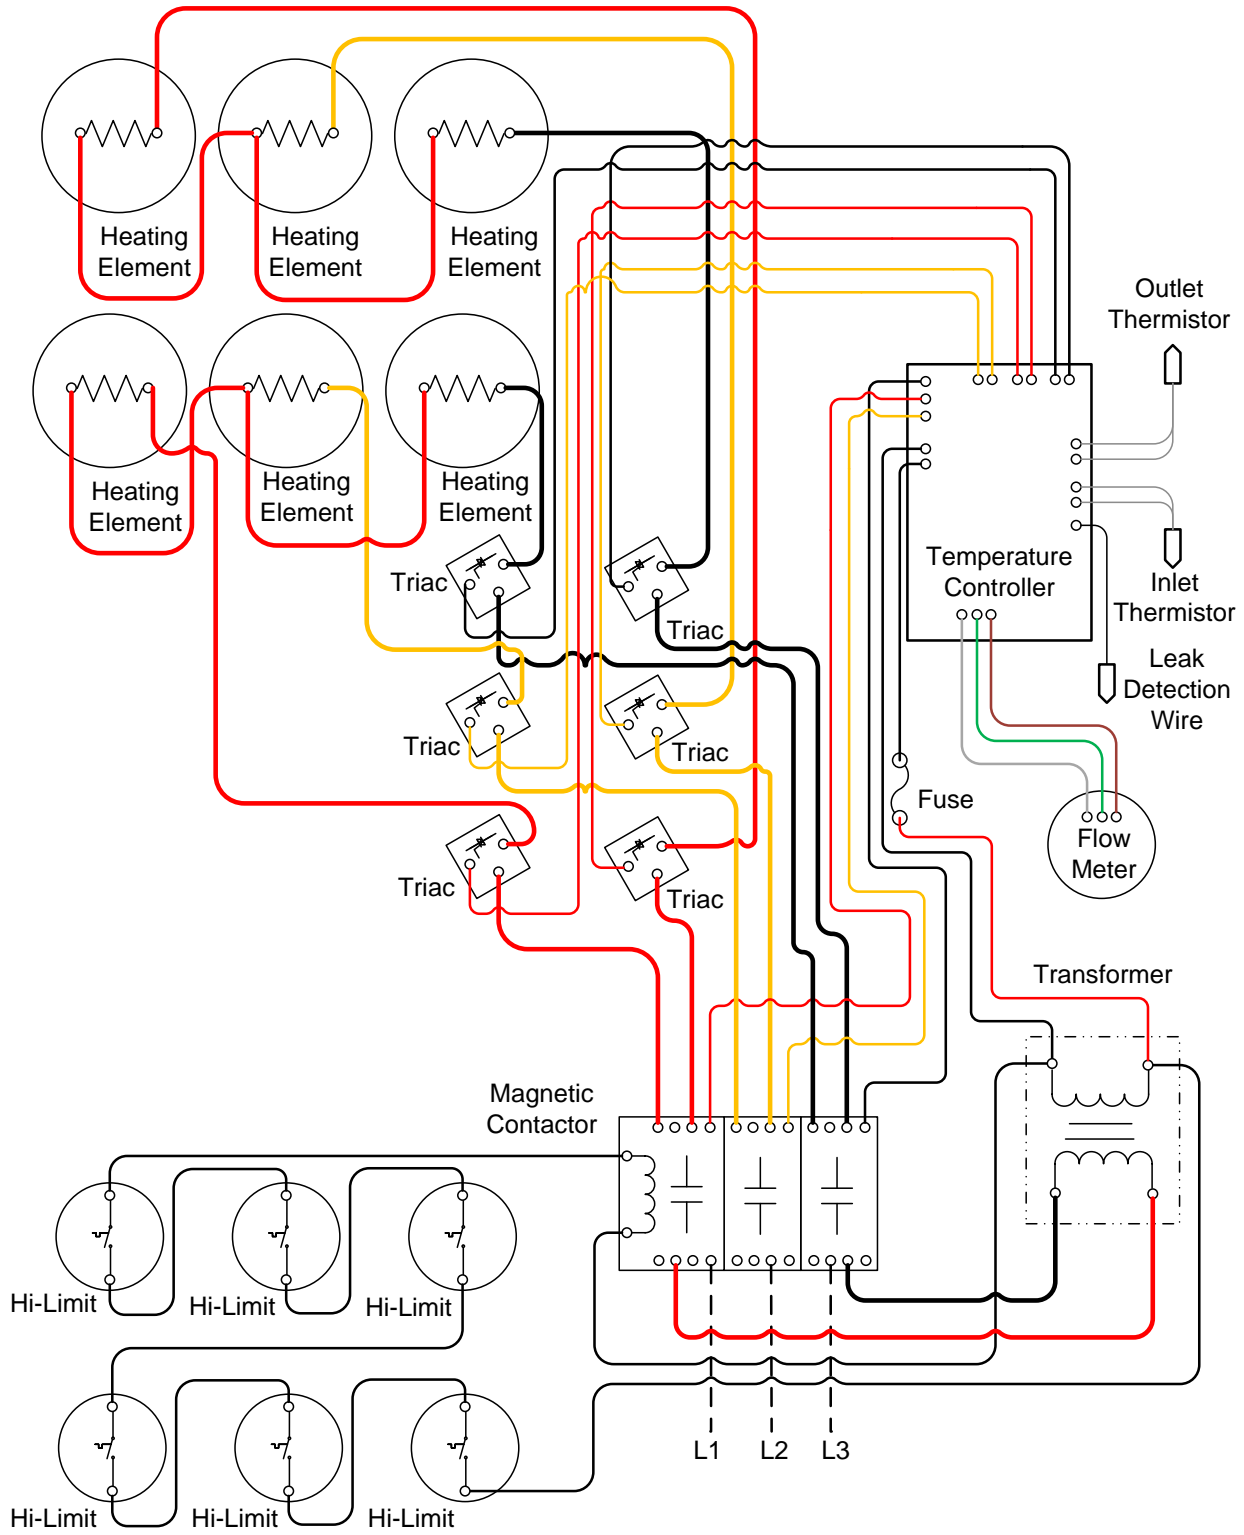 Heating
Element
Heating
Element
Heating
Element
Outlet
Thermistor
Heating
Element
Heating
Element
Heating
Element
Triac
Triac
Temperature
Controller
Inlet
Thermistor
Leak
Detection
Wire
Triac
Triac
Fuse
Flow
Meter
Triac
Triac
Transformer
Magnetic
Contactor
Hi-Limit
Hi-Limit
Hi-Limit
L1
L2
L3
Hi-Limit
Hi-Limit
Hi-Limit